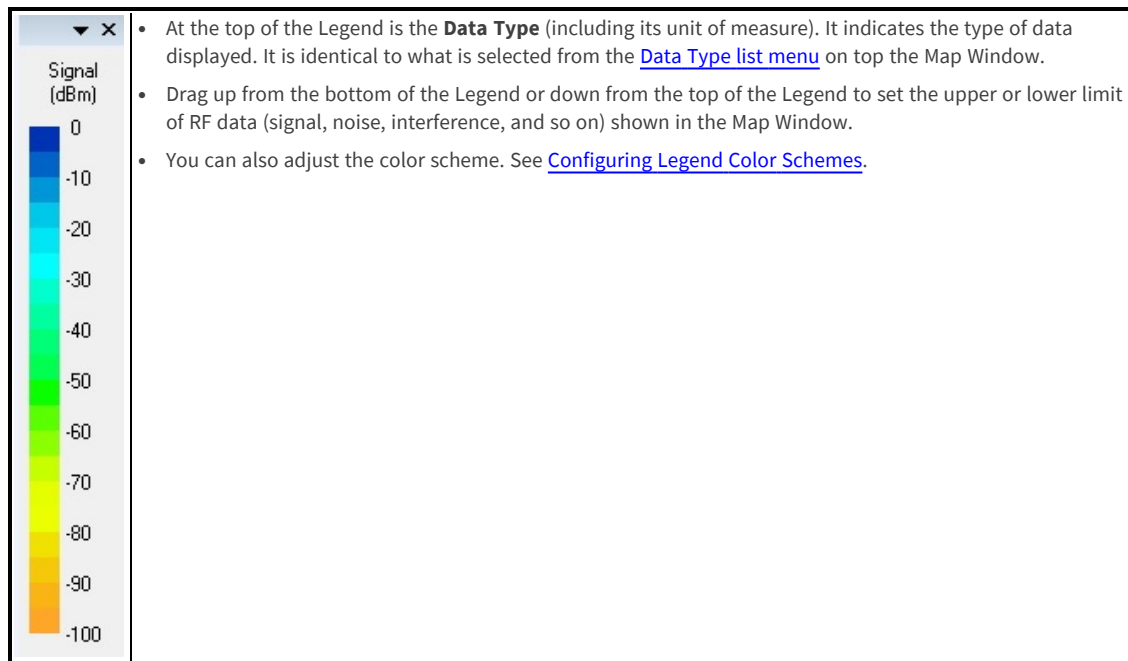 Signal
(dBm)
0
-10
-20
-30
-40
-50
-60
-70
-80
-90
-100
• At the top of the Legend is the Data Type (including its unit of measure). It indicates the type of data
displayed. It is identical to what is selected from the Data Type list menu on top the Map Window.
• Drag up from the bottom of the Legend or down from the top of the Legend to set the upper or lower limit
of RF data (signal, noise, interference, and so on) shown in the Map Window.
• You can also adjust the color scheme. See Configuring Legend Color Schemes.